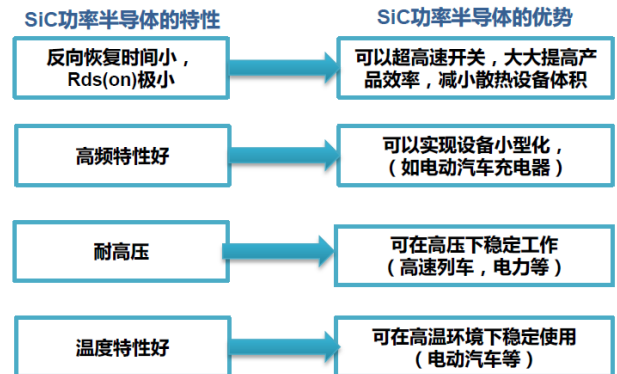 SiC功率半导体的特性
SiC功率半导体的优势
反向恢复时间小，
Rds(on)极小
可以超高速开关，大大提高产
品效率，减小散热设备体积
高频特性好
可以实现设备小型化，
（如电动汽车充电器）
耐高压
可在高压下稳定工作
（高速列车，电力等）
温度特性好
可在高温环境下稳定使用
（电动汽车等）